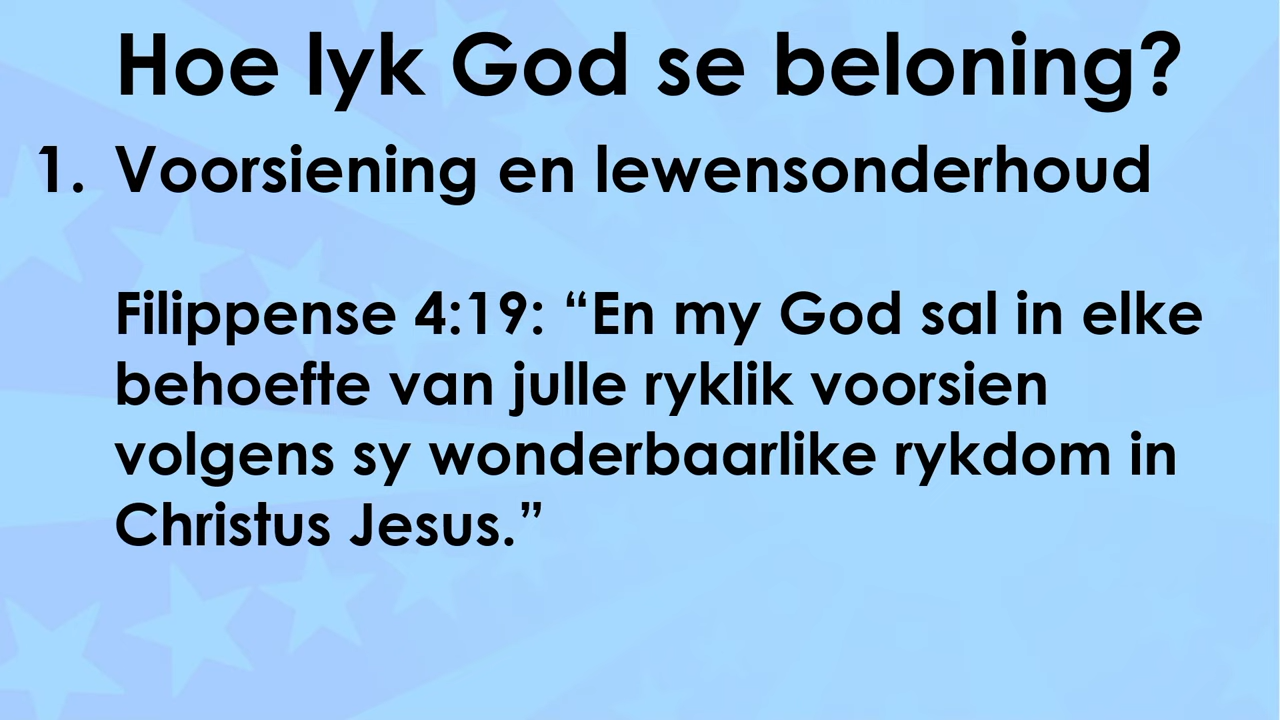 Hoe lyk God se beloning?
1. Voorsiening en lewensonderhoud
Filippense 4:19: “En my God sal in elke
behoefte van julle ryklik voorsien
volgens sy wonderbaarlike rykdom in
Christus Jesus.”